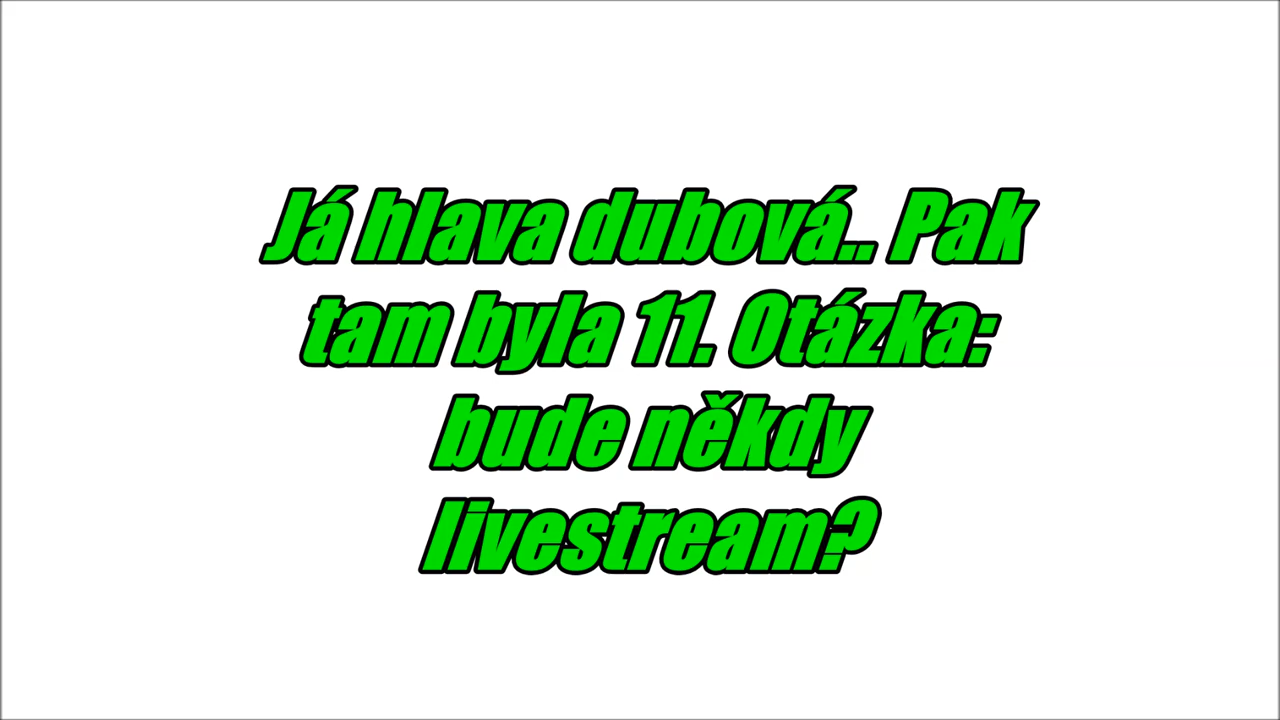 Já hlava dubová.. Pak
tam byla 11. Otázka:
bude někdy
livestream?